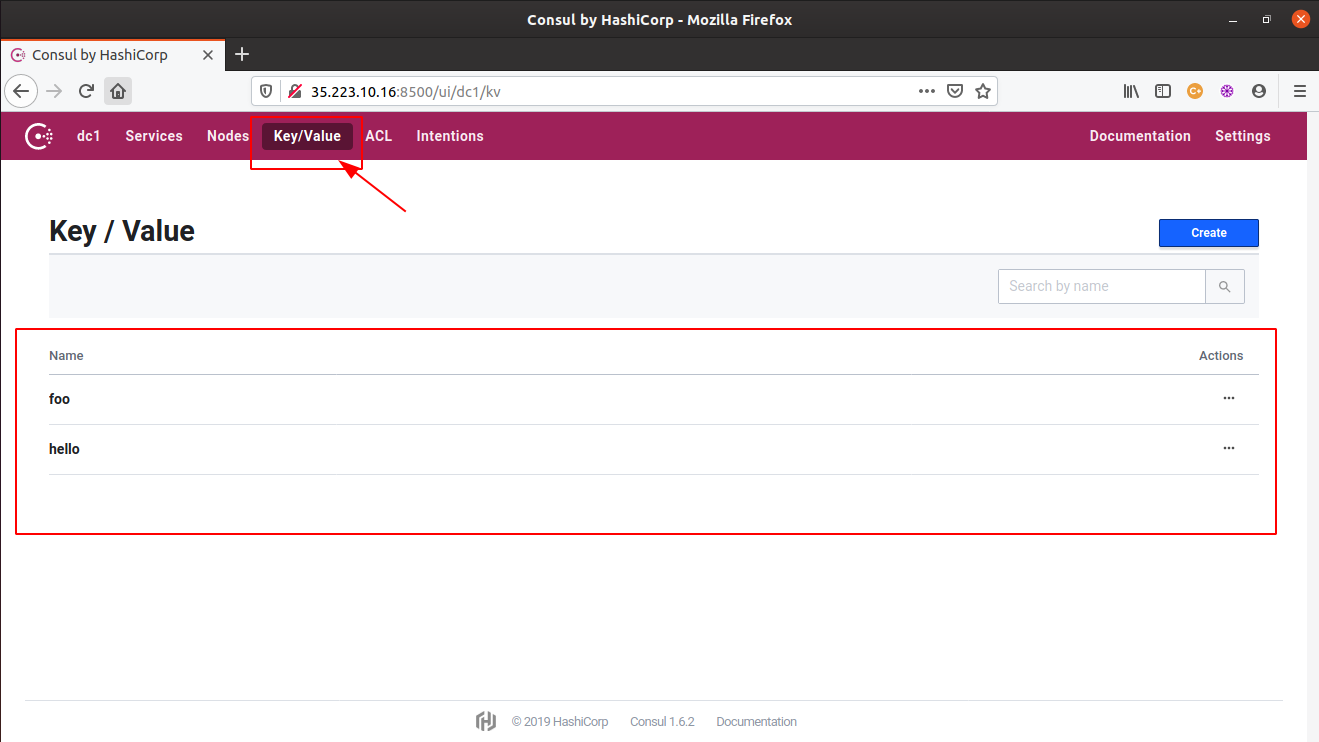 Consul by HashiCorp - Mozilla Firefox
Consul by HashiCorp
35.223.10.16:8500/ui/dc1/kv
dc1 Services Nodes Key/Value ACL Intentions Documentation Settings
Key / Value
Create
Search by name
Name Actions
foo
hello
© 2019 HashiCorp Consul 1.6.2 Documentation